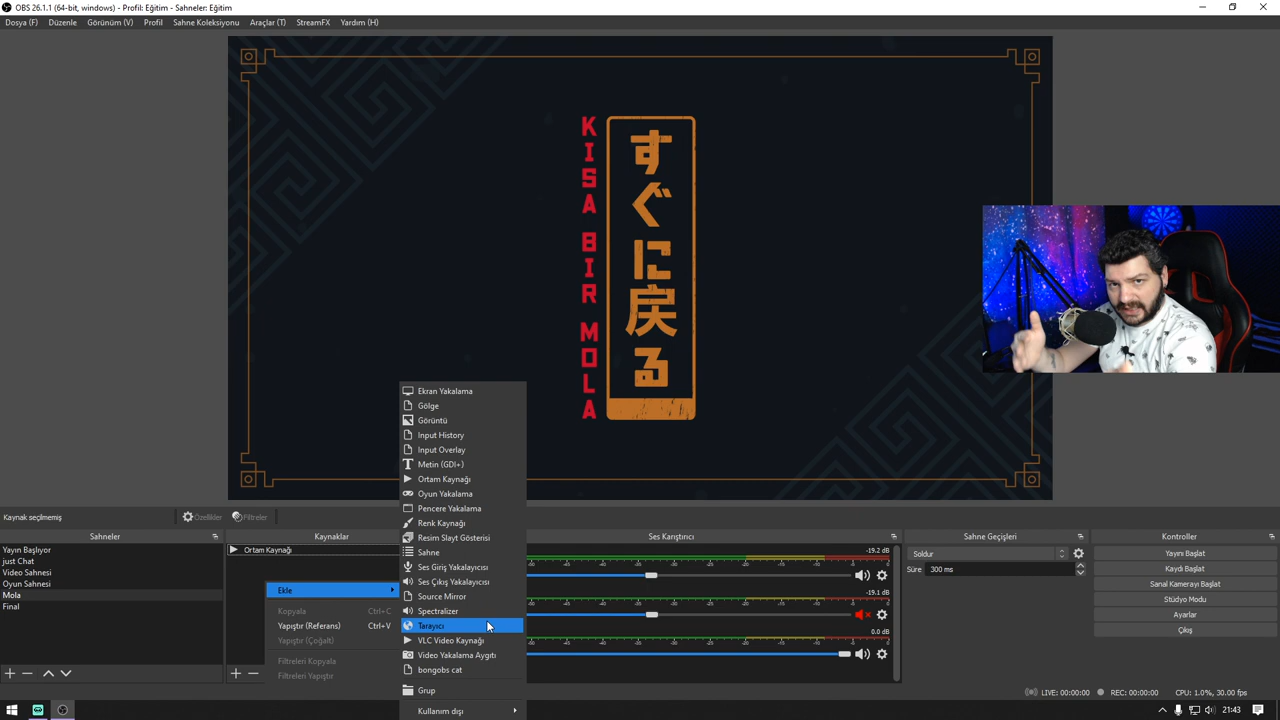 OBS 26.1.1 (64-bit, windows) - Profil: Eğitim - Sahneler: Eğitim
Dosya (F) Düzenle Görünüm (V) Profil Sahne Koleksiyonu Araçlar (T) StreamFX Yardım (H)
KISA BIR MOLA
すぐに戻る
Kaynak seçilmemiş Özellikler Filtreler
Sahneler
Yayın Başlıyor
just Chat
Video Sahnesi
Oyun Sahnesi
Mola
Final
Kaynaklar
Ortam Kaynağı
Ekle
Kopyala Ctrl+C
Yapıştır (Referans) Ctrl+V
Yapıştır (Çoğalt)
Filtreleri Kopyala
Filtreleri Yapıştır
Ekran Yakalama
Gölge
Görüntü
Input History
Input Overlay
Metin (GDI+)
Ortam Kaynağı
Oyun Yakalama
Pencere Yakalama
Renk Kaynağı
Resim Slayt Gösterisi
Sahne
Ses Giriş Yakalayıcısı
Ses Çıkış Yakalayıcısı
Source Mirror
Spectralizer
Tarayıcı
VLC Video Kaynağı
Video Yakalama Aygıtı
bongobs cat
Grup
Kullanım dışı
Ses Karıştırıcı
-19.2 dB
-19.1 dB
0.0 dB
Sahne Geçişleri
Soldur
Süre 300 ms
Kontroller
Yayını Başlat
Kaydı Başlat
Sanal Kamerayı Başlat
Stüdyo Modu
Ayarlar
Çıkış
LIVE: 00:00:00 REC: 00:00:00 CPU: 1.0%, 30.00 fps
21:43